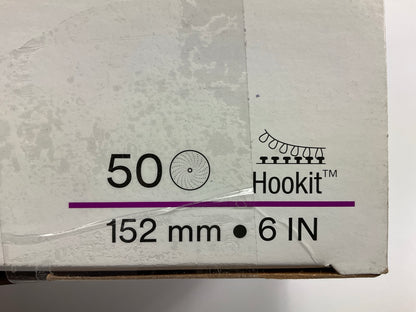 50 Hookit™
152 mm • 6 IN